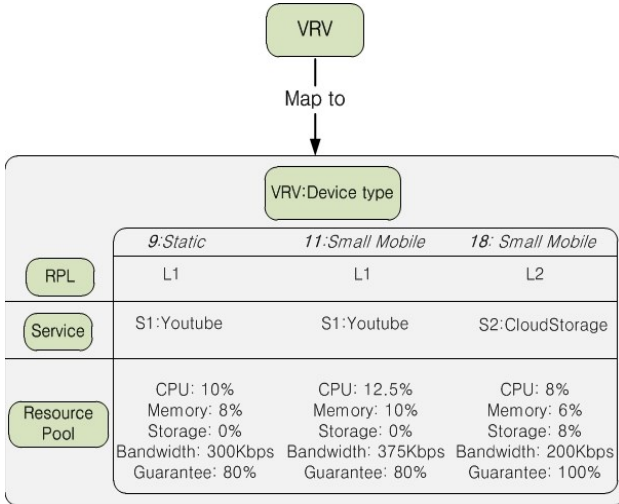 VRV
Map to
VRV:Device type
9:Static 11:Small Mobile 18: Small Mobile
RPL L1 L1 L2
Service S1:Youtube S1:Youtube S2:CloudStorage
Resource Pool
CPU: 10% CPU: 12.5% CPU: 8%
Memory: 8% Memory: 10% Memory: 6%
Storage: 0% Storage: 0% Storage: 8%
Bandwidth: 300Kbps Bandwidth: 375Kbps Bandwidth: 200Kbps
Guarantee: 80% Guarantee: 80% Guarantee: 100%